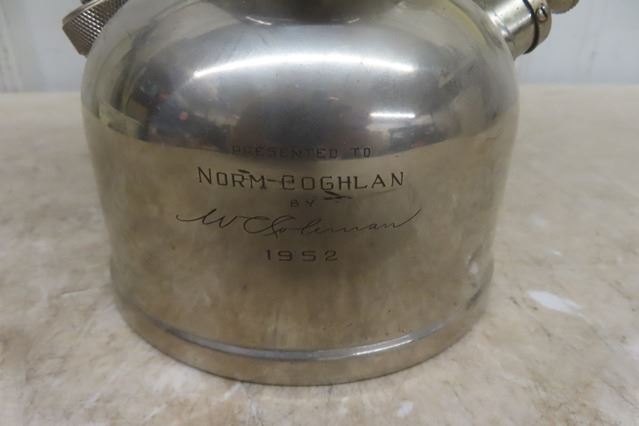 PRESENTED TO
NORM-COGHLAN
BY
W Coleman
1952